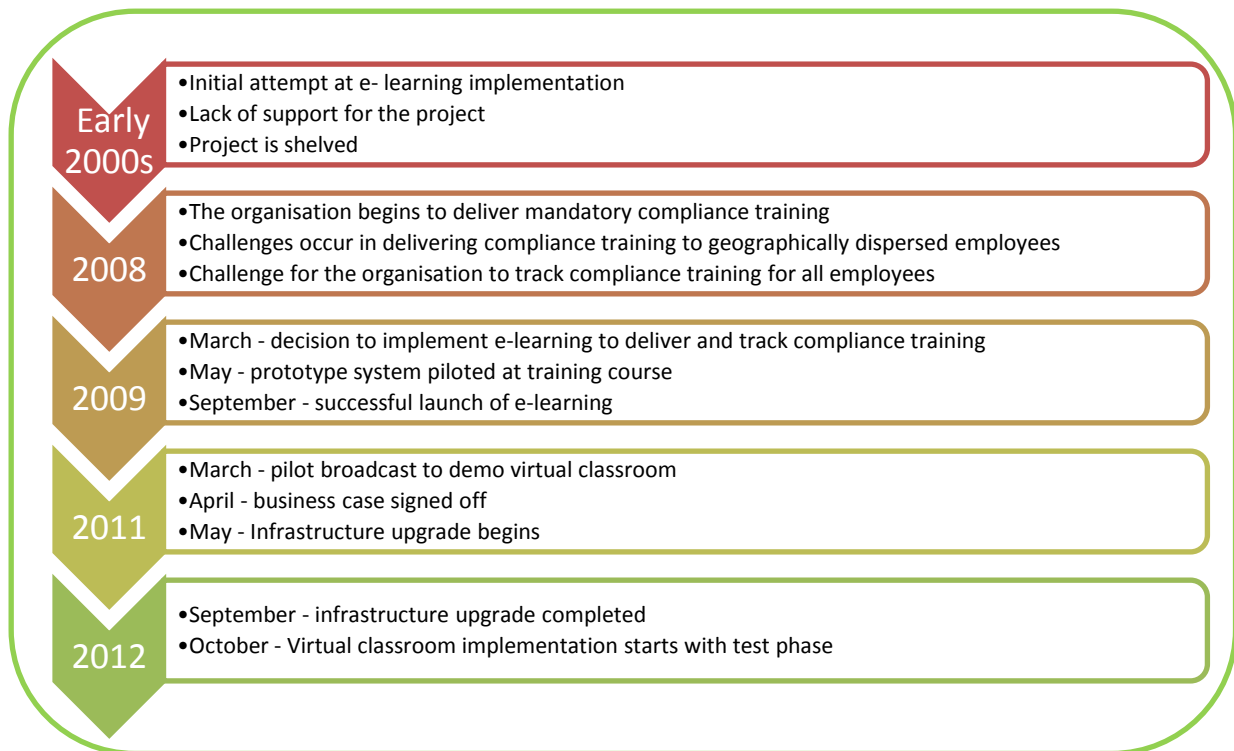 Early
2000s
•Initial attempt at e- learning implementation
•Lack of support for the project
•Project is shelved
2008
•The organisation begins to deliver mandatory compliance training
•Challenges occur in delivering compliance training to geographically dispersed employees
•Challenge for the organisation to track compliance training for all employees
2009
•March - decision to implement e-learning to deliver and track compliance training
•May - prototype system piloted at training course
•September - successful launch of e-learning
2011
•March - pilot broadcast to demo virtual classroom
•April - business case signed off
•May - Infrastructure upgrade begins
2012
•September - infrastructure upgrade completed
•October - Virtual classroom implementation starts with test phase